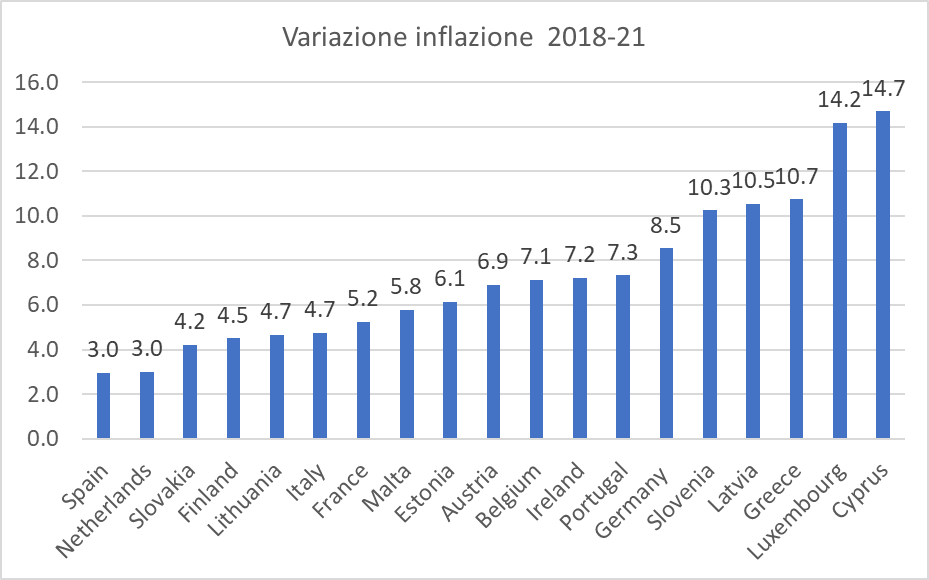 Variazione inflazione  2018-21
16.0
14.0
12.0
10.0
8.0
6.0
4.0
2.0
0.0
3.0
3.0
4.2
4.5
4.7
4.7
5.2
5.8
6.1
6.9
7.1
7.2
7.3
8.5
10.3
10.5
10.7
14.2
14.7
Spain
Netherlands
Slovakia
Finland
Lithuania
Italy
France
Malta
Estonia
Austria
Belgium
Ireland
Portugal
Germany
Slovenia
Latvia
Greece
Luxembourg
Cyprus